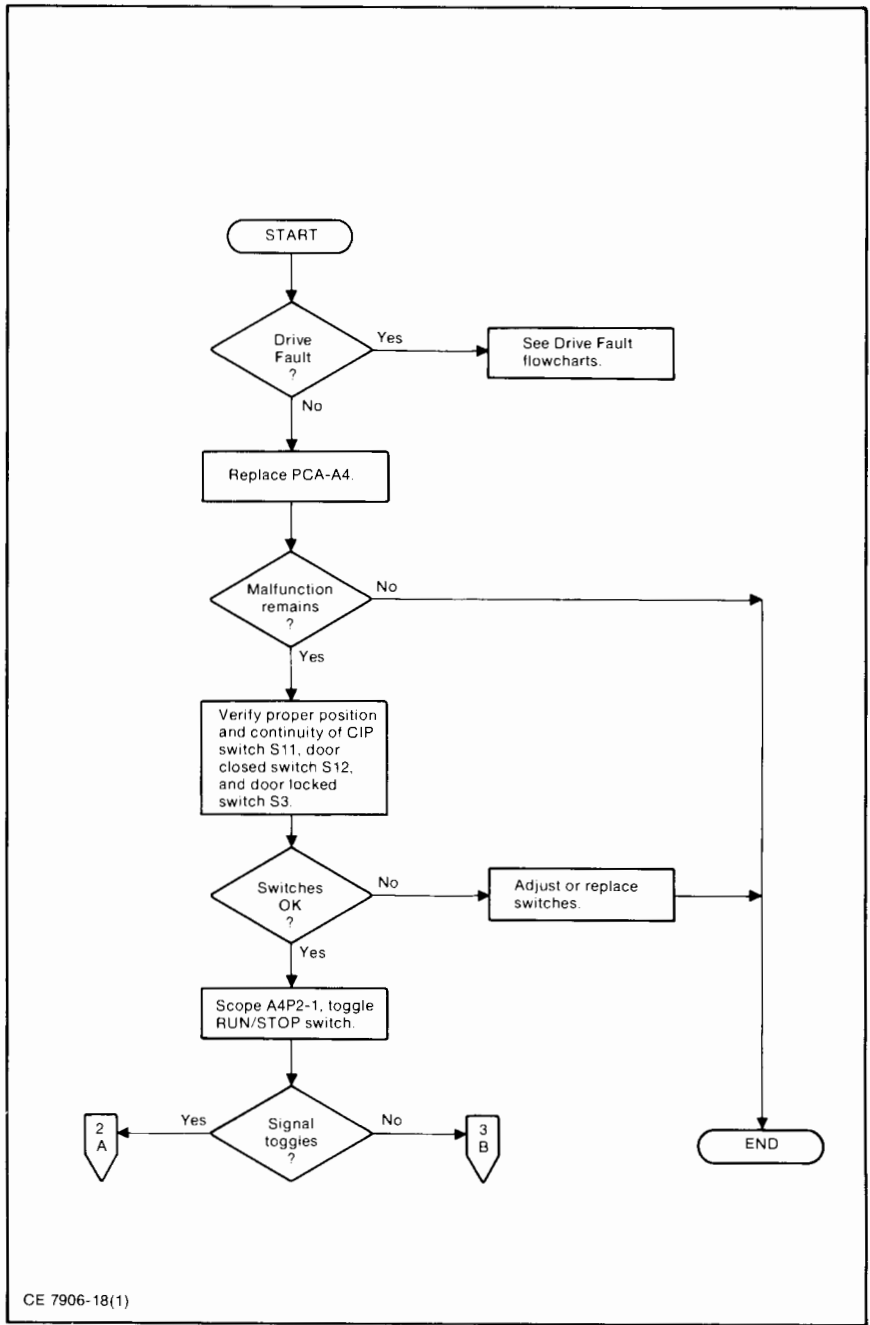 START
Drive
Fault
?
Yes
See Drive Fault
flowcharts.
No
Replace PCA-A4.
Malfunction
remains
?
No
Yes
Verify proper position
and continuity of CIP
switch S11, door
closed switch S12,
and door locked
switch S3.
Switches
OK
?
No
Adjust or replace
switches.
Yes
Scope A4P2-1, toggle
RUN/STOP switch.
2
A
Yes
Signal
toggies
?
No
3
B
END
CE 7906-18(1)